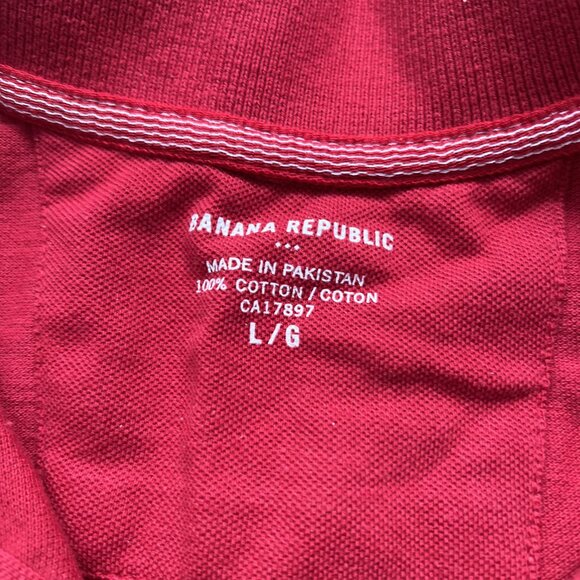 BANANA REPUBLIC
MADE IN PAKISTAN
100% COTTON / COTON
CA17897
L/G